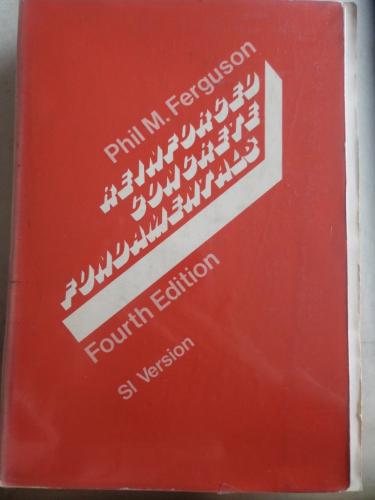 Phil M. Ferguson
REINFORCED
CONCRETE
FUNDAMENTALS
Fourth Edition
SI Version